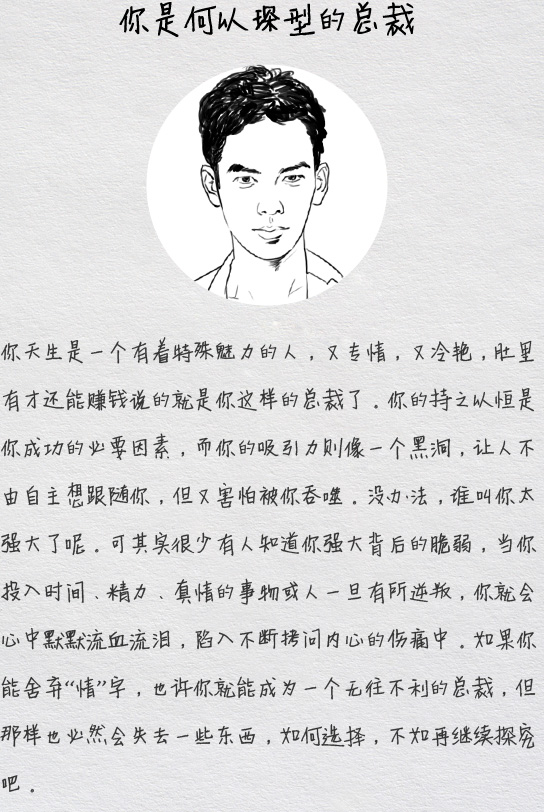 你是何以琛型的总裁
你天生是一个有着特殊魅力的人，又专情，又冷艳，肚里
有才还能赚钱说的就是你这样的总裁了。你的持之以恒是
你成功的必要因素，而你的吸引力则像一个黑洞，让人不
由自主想跟随你，但又害怕被你吞噬。没办法，谁叫你太
强大了呢。可其实很少有人知道你强大背后的脆弱，当你
投入时间、精力、真情的事物或人一旦有所逆叛，你就会
心中默默流血流泪，陷入不断拷问内心的伤痛中。如果你
能舍弃“情”字，也许你就能成为一个无往不利的总裁，但
那样也必然会失去一些东西，如何选择，不如再继续探究
吧。